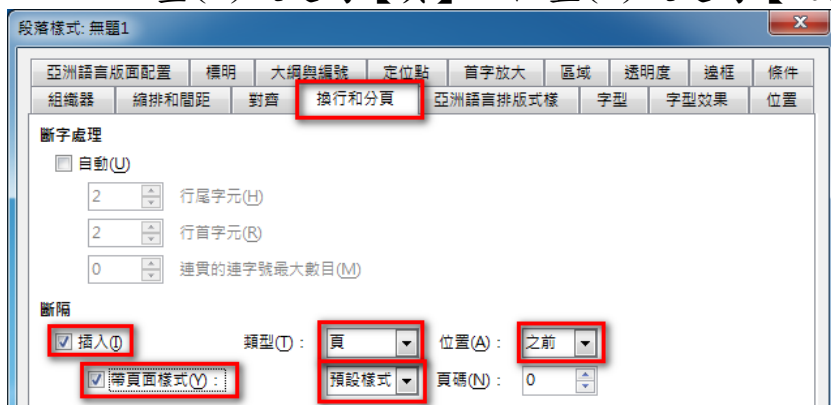 段落樣式: 無題1
亞洲語言版面配置 標明 大綱與編號 定位點 首字放大 區域 透明度 邊框 條件
組織器 縮排和間距 對齊 換行和分頁 亞洲語言排版式樣 字型 字型效果 位置
斷字處理
自動(U)
2 行尾字元(H)
2 行首字元(R)
0 連貫的連字號最大數目(M)
斷隔
插入(I) 類型(T)： 頁 位置(A)： 之前
帶頁面樣式(Y)： 預設樣式 頁碼(N)： 0